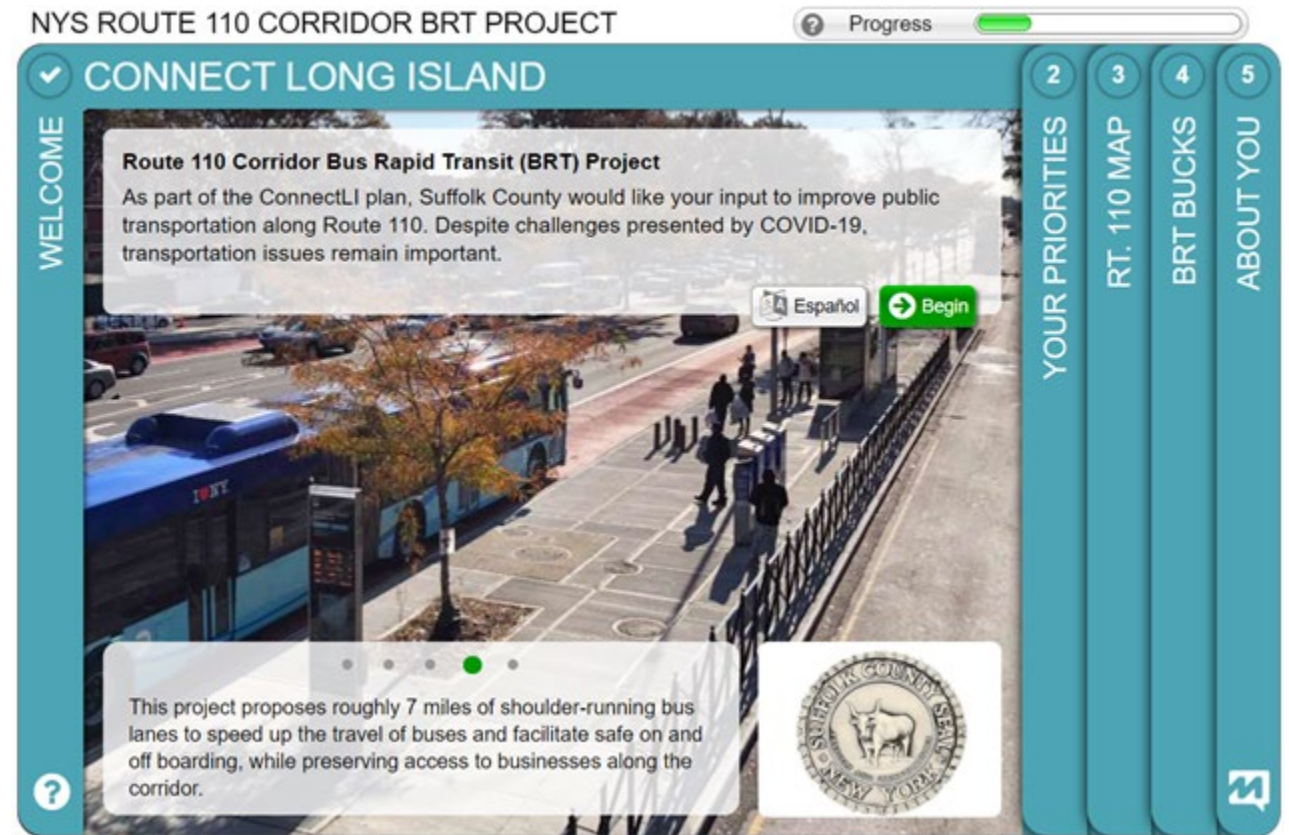 NYS ROUTE 110 CORRIDOR BRT PROJECT
Progress
CONNECT LONG ISLAND
WELCOME
Route 110 Corridor Bus Rapid Transit (BRT) Project
As part of the ConnectLI plan, Suffolk County would like your input to improve public
transportation along Route 110. Despite challenges presented by COVID-19,
transportation issues remain important.
Español
Begin
I♥NY
This project proposes roughly 7 miles of shoulder-running bus
lanes to speed up the travel of buses and facilitate safe on and
off boarding, while preserving access to businesses along the
corridor.
SUFFOLK COUNTY SEAL
NEW YORK
2
YOUR PRIORITIES
3
RT. 110 MAP
4
BRT BUCKS
5
ABOUT YOU